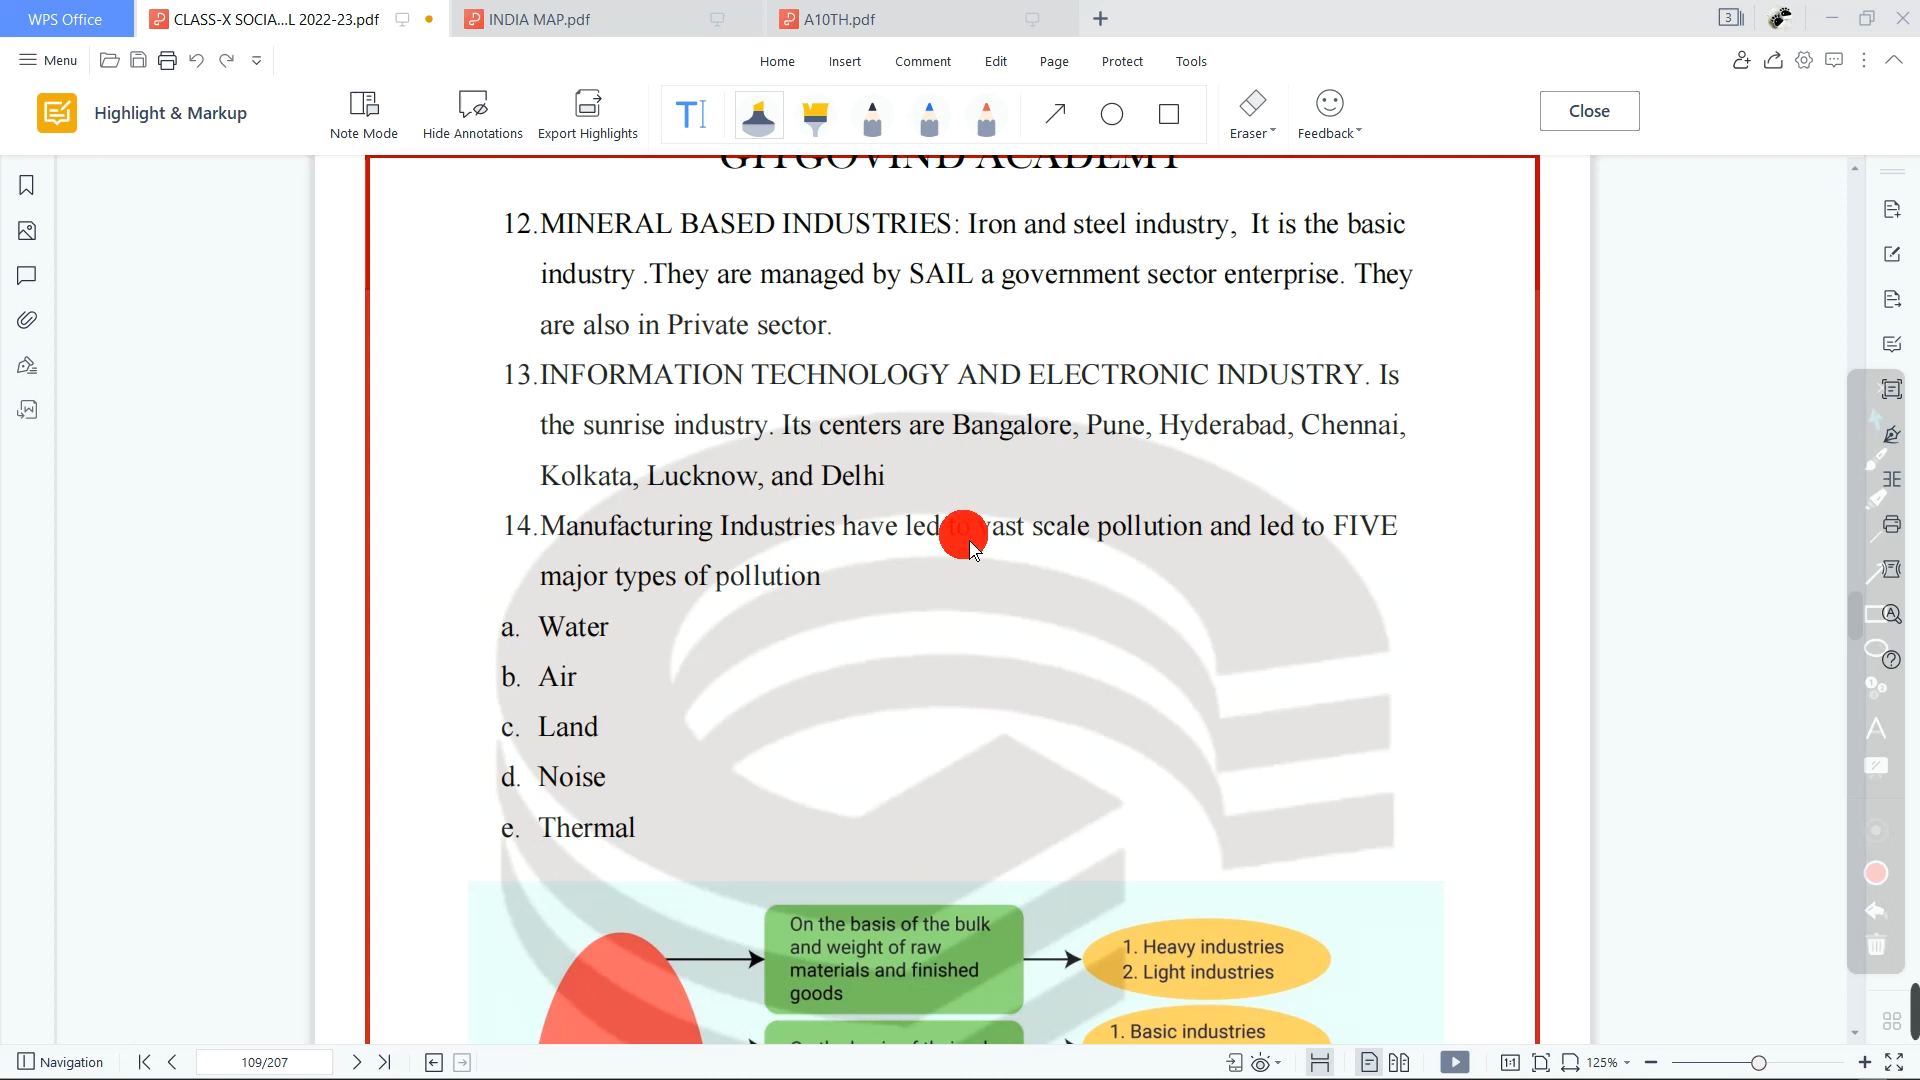 WPS Office
CLASS-X SOCIA...L 2022-23.pdf
INDIA MAP.pdf
A10TH.pdf
3
Menu
Home
Insert
Comment
Edit
Page
Protect
Tools
Highlight & Markup
Note Mode
Hide Annotations
Export Highlights
Eraser
Feedback
Close
GITGOVIND ACADEMY
12.MINERAL BASED INDUSTRIES: Iron and steel industry, It is the basic
industry .They are managed by SAIL a government sector enterprise. They
are also in Private sector.
13.INFORMATION TECHNOLOGY AND ELECTRONIC INDUSTRY. Is
the sunrise industry. Its centers are Bangalore, Pune, Hyderabad, Chennai,
Kolkata, Lucknow, and Delhi
14.Manufacturing Industries have led to vast scale pollution and led to FIVE
major types of pollution
a. Water
b. Air
c. Land
d. Noise
e. Thermal
On the basis of the bulk
and weight of raw
materials and finished
goods
1. Heavy industries
2. Light industries
1. Basic industries
Navigation
109/207
125%